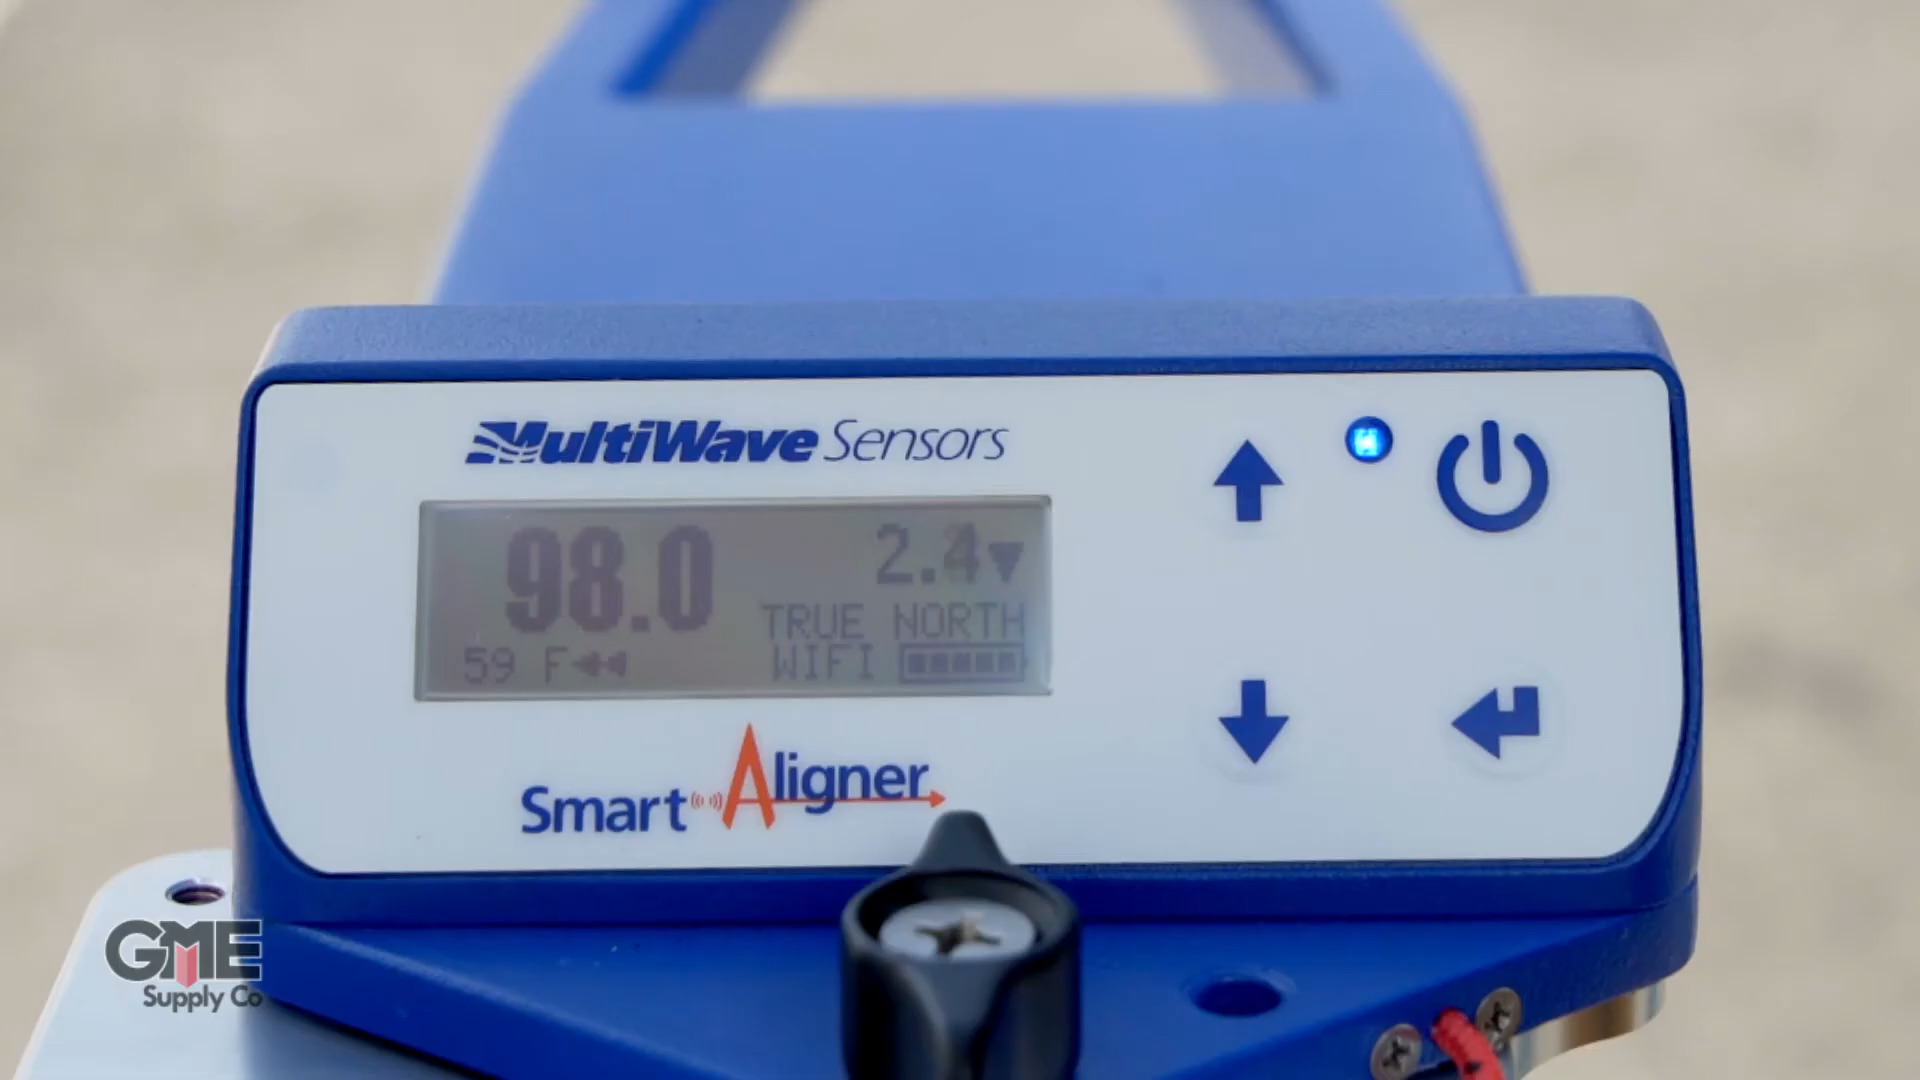 MultiWave Sensors
98.0
2.4▼
TRUE NORTH
59 F
WIFI
Smart Aligner
GME
Supply Co